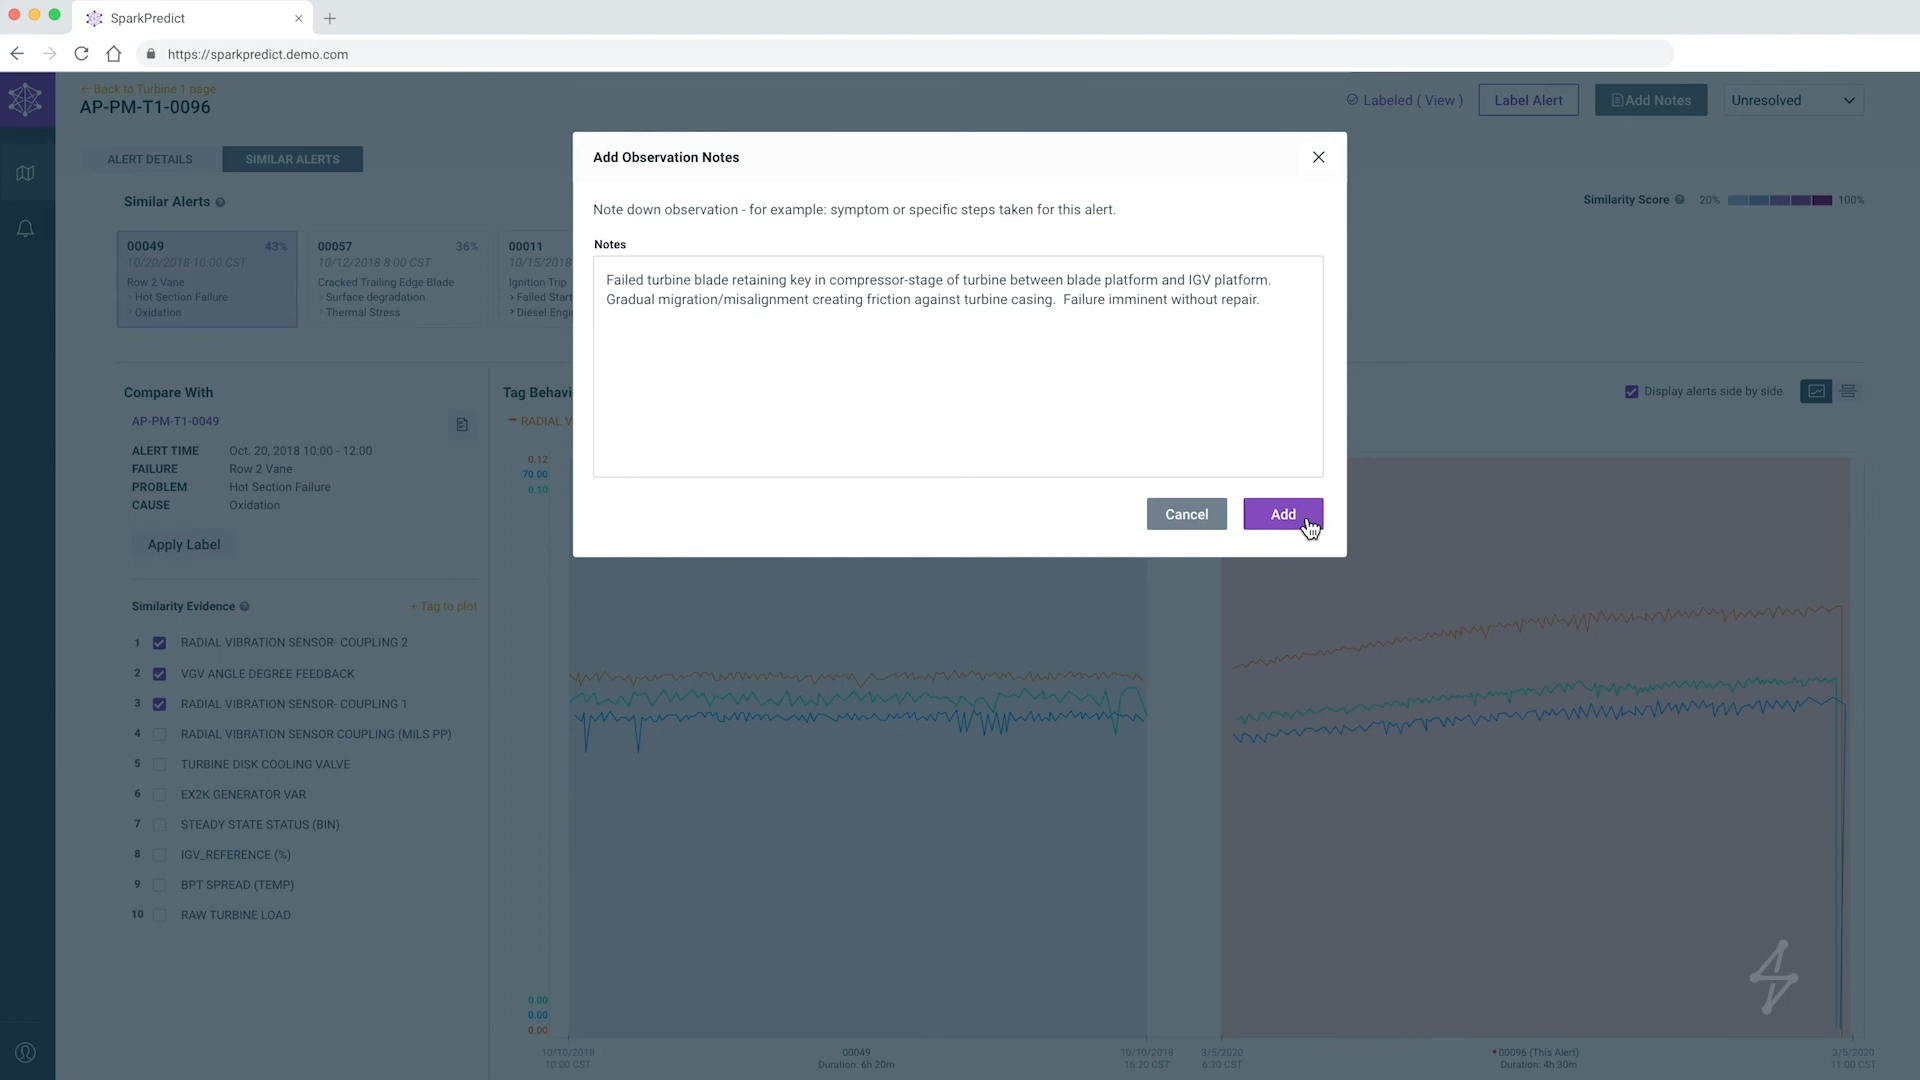 SparkPredict
https://sparkpredict.demo.com
← Back to Turbine 1 page
AP-PM-T1-0096
Labeled ( View )
Label Alert
Add Notes
Unresolved
ALERT DETAILS
SIMILAR ALERTS
Similar Alerts
Similarity Score
20%
100%
00049
43%
10/20/2018 10:00 CST
Row 2 Vane
› Hot Section Failure
› Oxidation
00057
36%
10/12/2018 8:00 CST
Cracked Trailing Edge Blade
› Surface degradation
› Thermal Stress
00011
10/15/2018
Ignition Trip
› Failed Start
› Diesel Engi
Add Observation Notes
Note down observation - for example: symptom or specific steps taken for this alert.
Notes
Failed turbine blade retaining key in compressor-stage of turbine between blade platform and IGV platform.
Gradual migration/misalignment creating friction against turbine casing.  Failure imminent without repair.
Cancel
Add
Compare With
AP-PM-T1-0049
ALERT TIME Oct. 20, 2018 10:00 - 12:00
FAILURE Row 2 Vane
PROBLEM Hot Section Failure
CAUSE Oxidation
Apply Label
Similarity Evidence
+ Tag to plot
1 RADIAL VIBRATION SENSOR- COUPLING 2
2 VGV ANGLE DEGREE FEEDBACK
3 RADIAL VIBRATION SENSOR- COUPLING 1
4 RADIAL VIBRATION SENSOR COUPLING (MILS PP)
5 TURBINE DISK COOLING VALVE
6 EX2K GENERATOR VAR
7 STEADY STATE STATUS (BIN)
8 IGV_REFERENCE (%)
9 BPT SPREAD (TEMP)
10 RAW TURBINE LOAD
Tag Behavi
RADIAL V
Display alerts side by side
0.12
70.00
0.10
0.00
0.00
0.00
10/10/2018
10:00 CST
00049
Duration: 6h 20m
10/10/2018
16:20 CST
3/5/2020
6:30 CST
00096 (This Alert)
Duration: 4h 30m
3/5/2020
11:00 CST